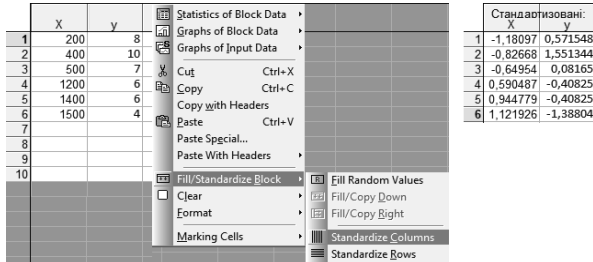 X y
1 200 8
2 400 10
3 500 7
4 1200 6
5 1400 6
6 1500 4
7
8
9
10
Statistics of Block Data
Graphs of Block Data
Graphs of Input Data
Cut Ctrl+X
Copy Ctrl+C
Copy with Headers
Paste Ctrl+V
Paste Special...
Paste With Headers
Fill/Standardize Block
Clear
Format
Marking Cells
Fill Random Values
Fill/Copy Down
Fill/Copy Right
Standardize Columns
Standardize Rows
Стандартизовані:
X y
1 -1,18097 0,571548
2 -0,82668 1,551344
3 -0,64954 0,08165
4 0,590487 -0,40825
5 0,944779 -0,40825
6 1,121926 -1,38804